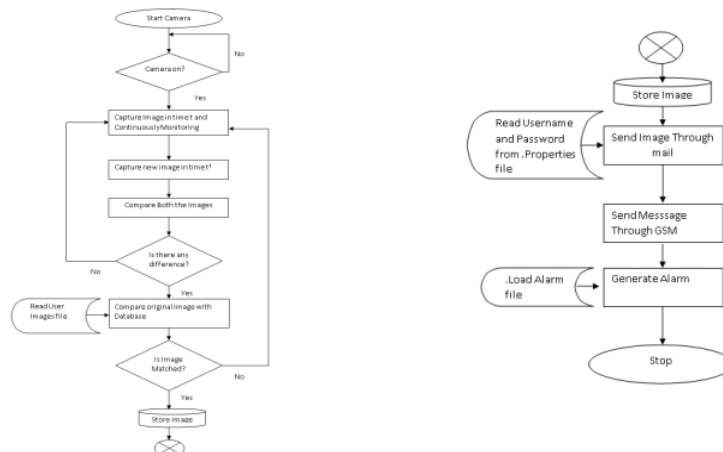 Start Camera
No
Camera on?
Yes
Capture Image in time t and
Continuously Monitoring
Capture new image in time t¹
Compare Both the Images
Is there any
difference?
No
Yes
Read User
Images file
Compare original Image with
Database
Is Image
Matched?
No
Yes
Store Image
Store Image
Read Username
and Password
from .Properties
file
Send Image Through
mail
Send Messsage
Through GSM
.Load Alarm
file
Generate Alarm
Stop